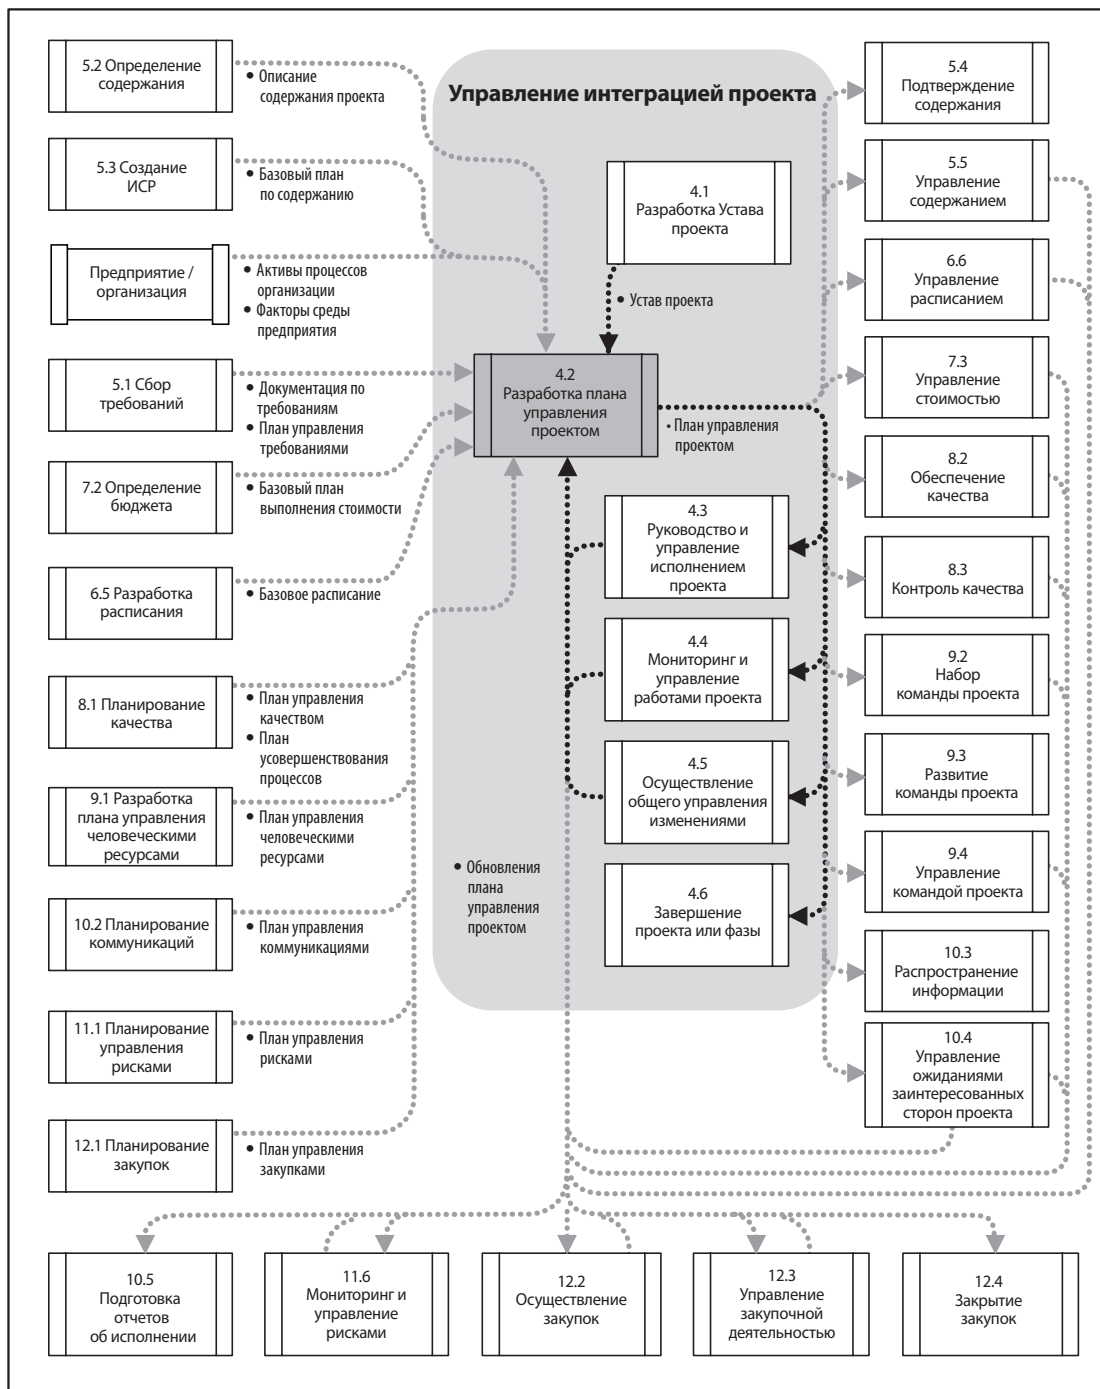 Управление интеграцией проекта
5.2 Определение
содержания
• Описание
содержания проекта
5.3 Создание
ИСР
• Базовый план
по содержанию
Предприятие /
организация
• Активы процессов
организации
• Факторы среды
предприятия
5.1 Сбор
требований
• Документация по
требованиям
• План управления
требованиями
7.2 Определение
бюджета
• Базовый план
выполнения стоимости
6.5 Разработка
расписания
• Базовое расписание
8.1 Планирование
качества
• План управления
качеством
• План
усовершенствования
процессов
9.1 Разработка
плана управления
человеческими
ресурсами
• План управления
человеческими
ресурсами
10.2 Планирование
коммуникаций
• План управления
коммуникациями
11.1 Планирование
управления
рисками
• План управления
рисками
12.1 Планирование
закупок
• План управления
закупками
4.1
Разработка Устава
проекта
• Устав проекта
4.2
Разработка плана
управления
проектом
• План управления
проектом
4.3
Руководство и
управление
исполнением
проекта
4.4
Мониторинг и
управление
работами проекта
4.5
Осуществление
общего управления
изменениями
• Обновления
плана
управления
проектом
4.6
Завершение
проекта или фазы
5.4
Подтверждение
содержания
5.5
Управление
содержанием
6.6
Управление
расписанием
7.3
Управление
стоимостью
8.2
Обеспечение
качества
8.3
Контроль качества
9.2
Набор
команды проекта
9.3
Развитие
команды проекта
9.4
Управление
командой проекта
10.3
Распространение
информации
10.4
Управление
ожиданиями
заинтересованных
сторон проекта
10.5
Подготовка
отчетов
об исполнении
11.6
Мониторинг и
управление
рисками
12.2
Осуществление
закупок
12.3
Управление
закупочной
деятельностью
12.4
Закрытие
закупок